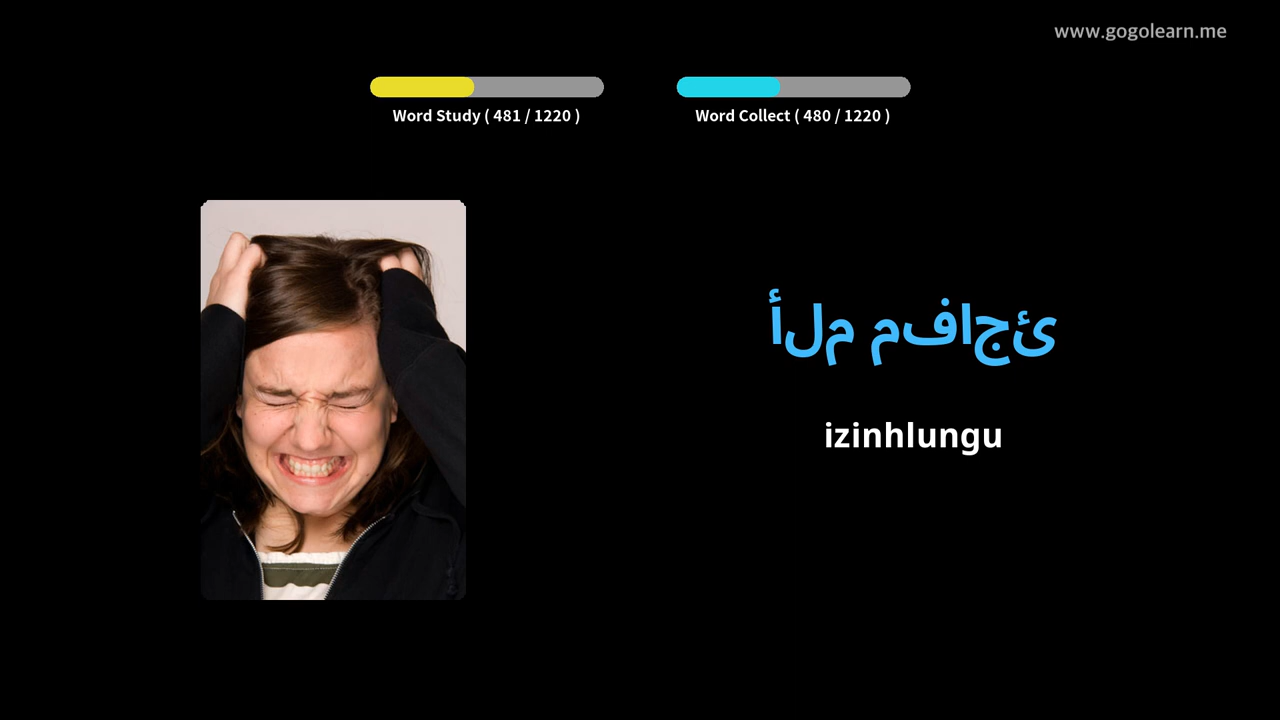 www.gogolearn.me
Word Study ( 481 / 1220 )
Word Collect ( 480 / 1220 )
ألم مفاجئ
izinhlungu